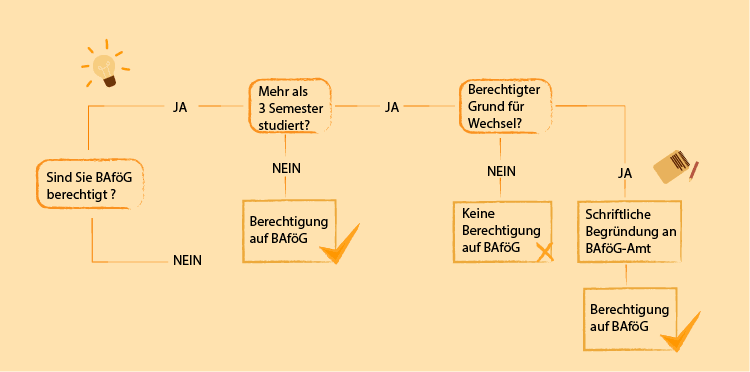 Sind Sie BAföG
berechtigt ?
JA
NEIN
Mehr als
3 Semester
studiert?
NEIN
Berechtigung
auf BAföG
JA
Berechtigter
Grund für
Wechsel?
NEIN
Keine
Berechtigung
auf BAföG
JA
Schriftliche
Begründung an
BAföG-Amt
Berechtigung
auf BAföG